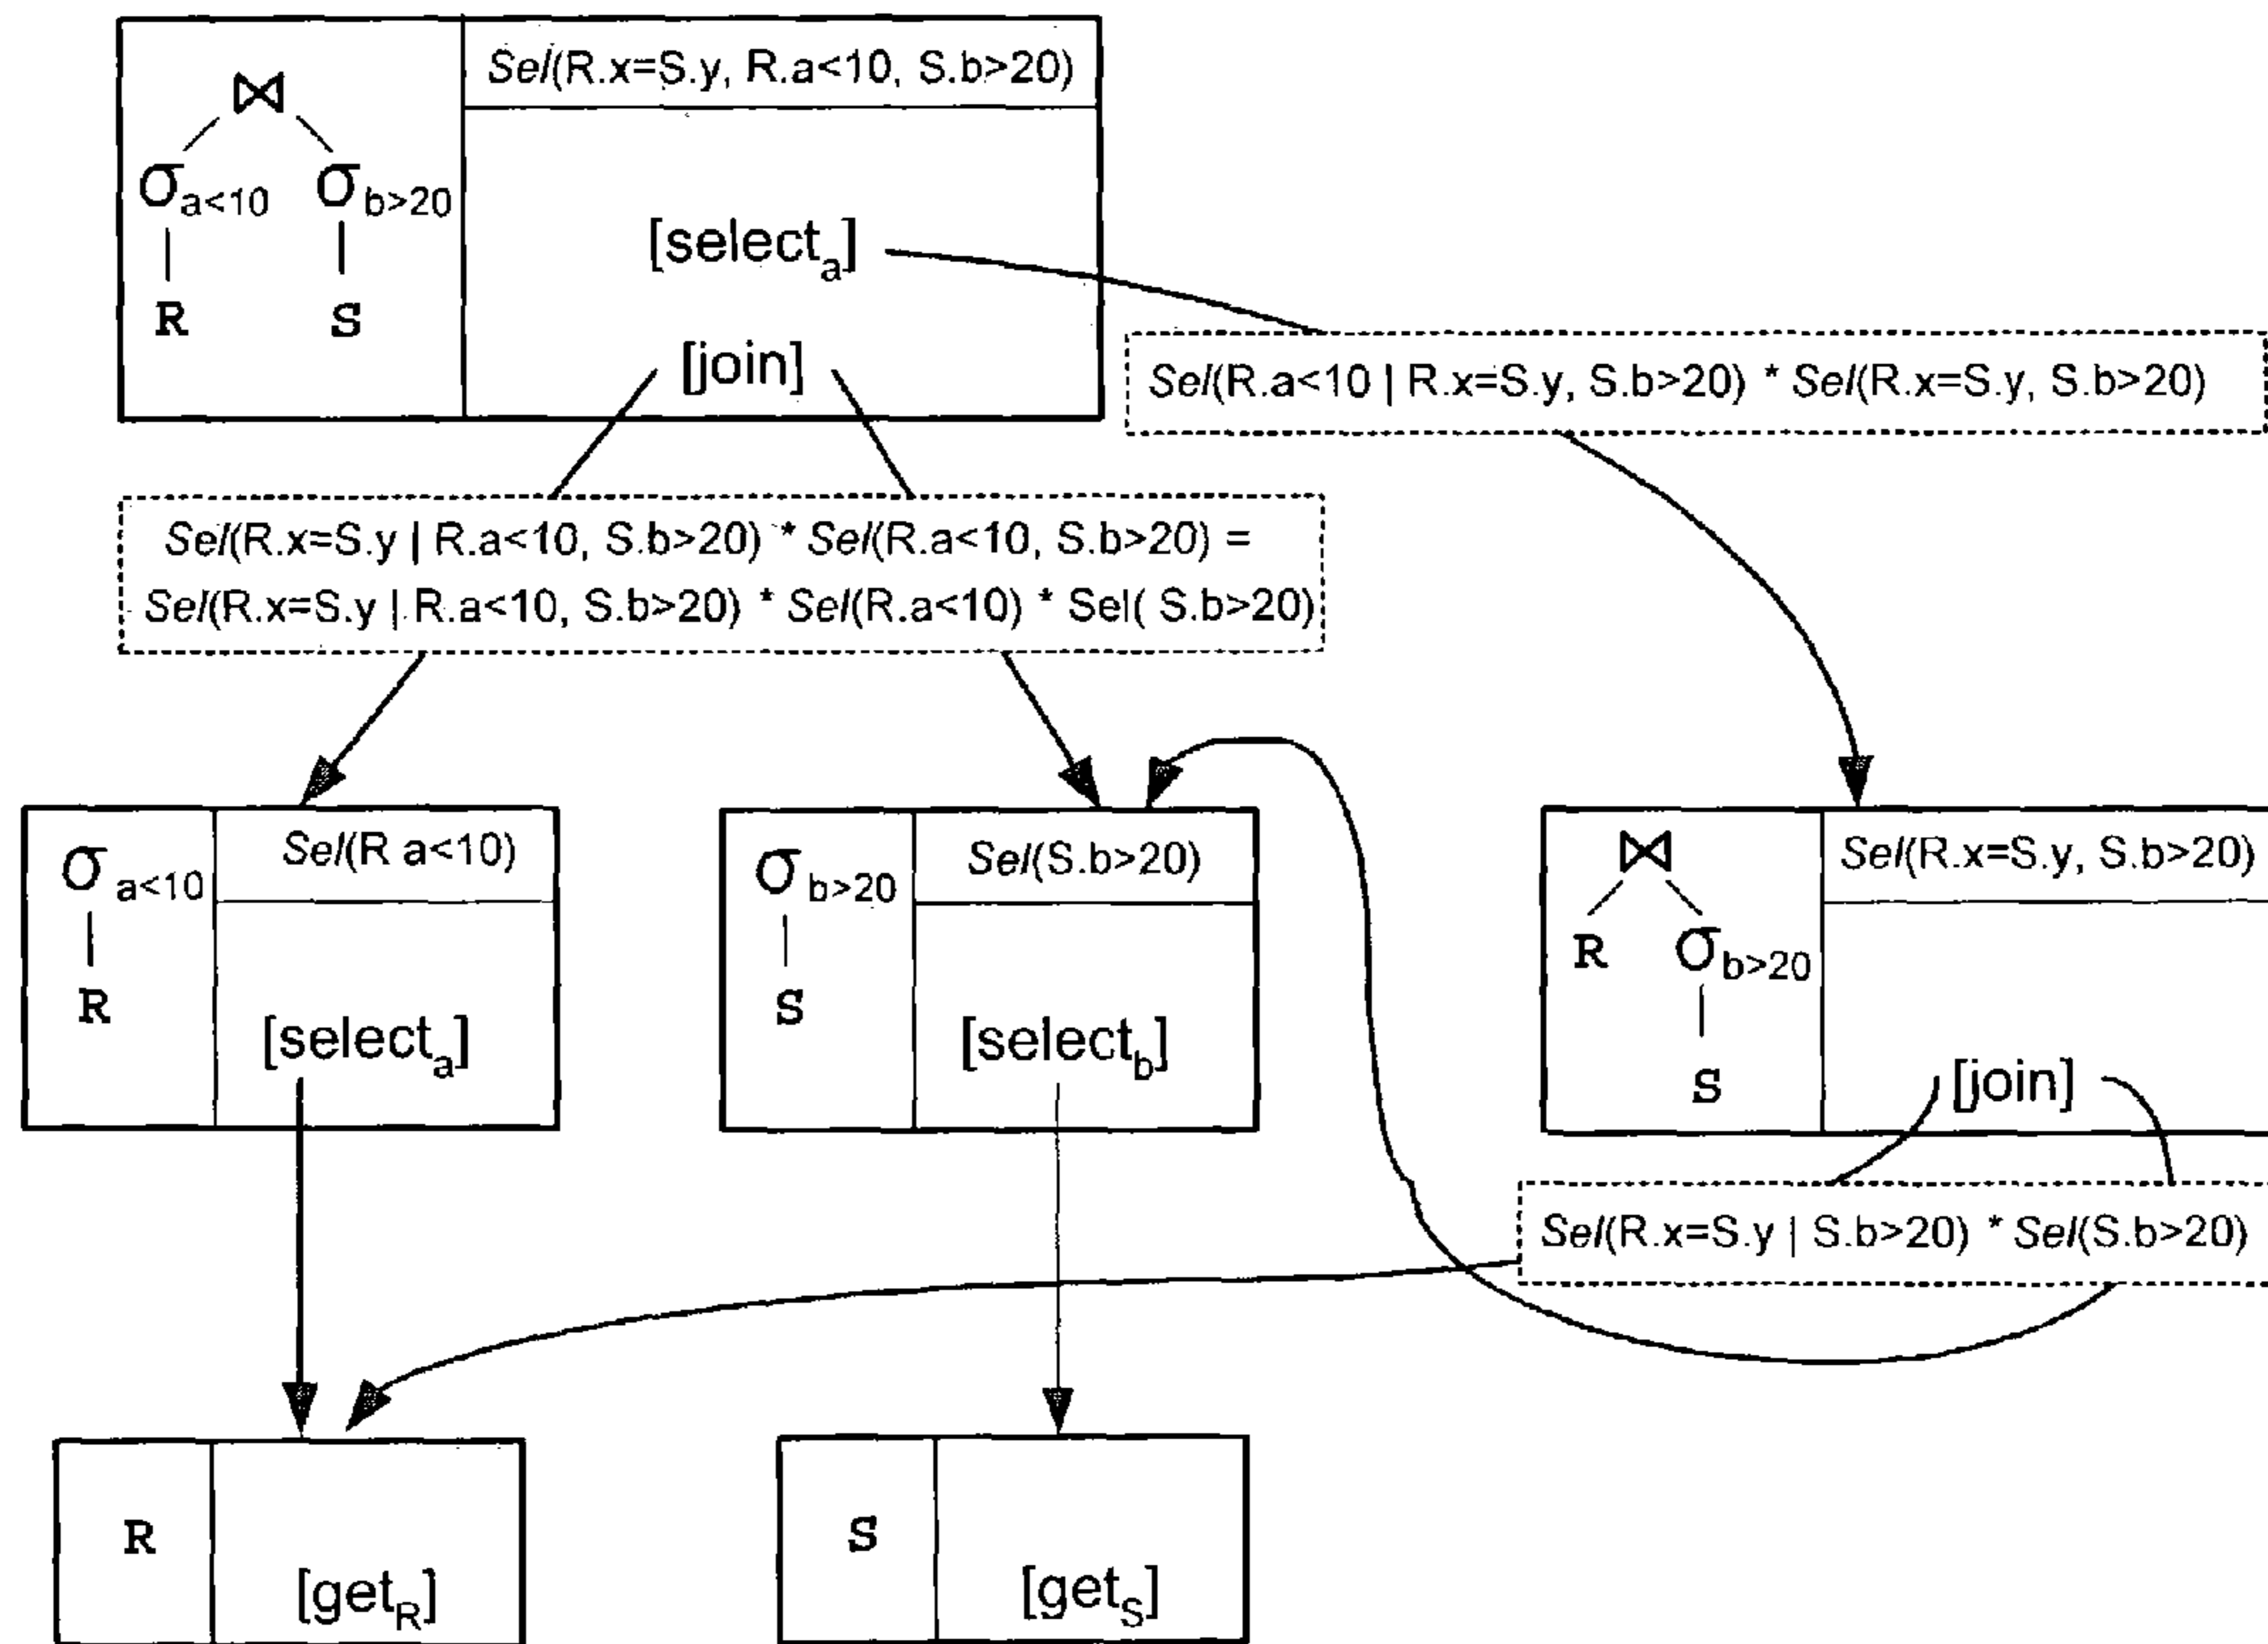 Sel(R.x=S.y, R.a<10, S.b>20)
⋈
σa<10 σb>20
R S
[selecta]
[join]
Sel(R.a<10 | R.x=S.y, S.b>20) * Sel(R.x=S.y, S.b>20)
Sel(R.x=S.y | R.a<10, S.b>20) * Sel(R.a<10, S.b>20) =
Sel(R.x=S.y | R.a<10, S.b>20) * Sel(R.a<10) * Sel( S.b>20)
σ a<10
R
Sel(R a<10)
[selecta]
σ b>20
S
Sel(S.b>20)
[selectb]
⋈
R σb>20
S
Sel(R.x=S.y, S.b>20)
[join]
Sel(R.x=S.y | S.b>20) * Sel(S.b>20)
R
[getR]
S
[getS]